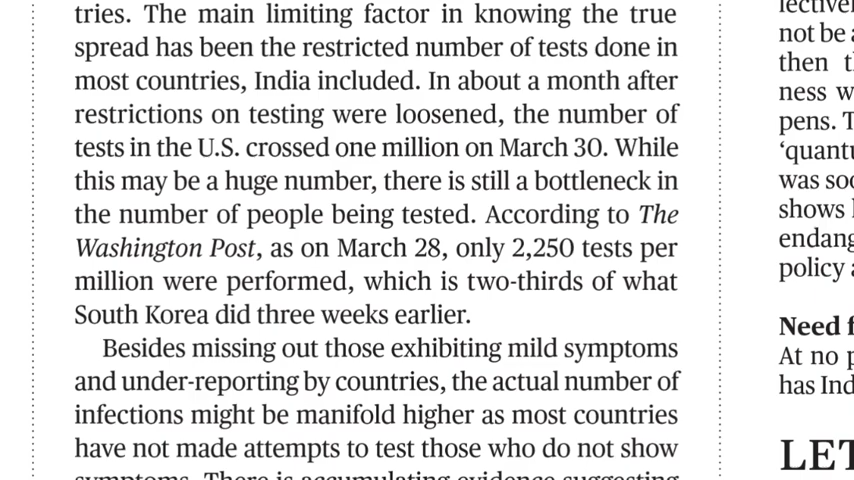 tries. The main limiting factor in knowing the true
spread has been the restricted number of tests done in
most countries, India included. In about a month after
restrictions on testing were loosened, the number of
tests in the U.S. crossed one million on March 30. While
this may be a huge number, there is still a bottleneck in
the number of people being tested. According to The
Washington Post, as on March 28, only 2,250 tests per
million were performed, which is two-thirds of what
South Korea did three weeks earlier.
Besides missing out those exhibiting mild symptoms
and under-reporting by countries, the actual number of
infections might be manifold higher as most countries
have not made attempts to test those who do not show
symptoms. There is accumulating evidence suggesting
not be
then
ness
pens.
was
shows
policy
Need
At no
has